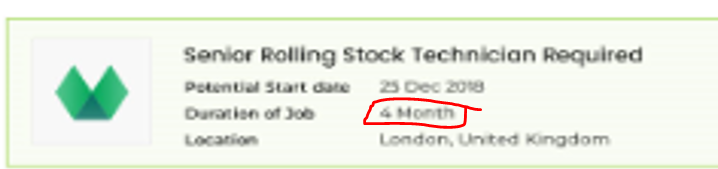 Senior Rolling Stock Technician Required
Potential Start date 25 Dec 2018
Duration of Job 4 Month
Location London, United Kingdom